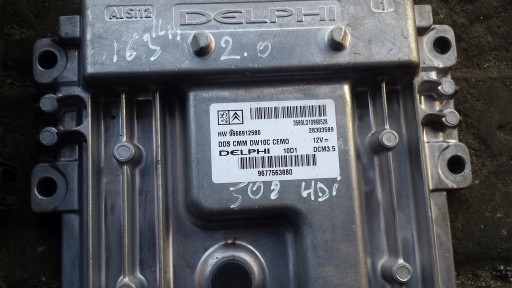 AlSi12 DELPHI
163 2.0
3589LD10960528
HW 9666912580 28303589
DDS CMM DW10C CEMO 12V=
DELPHI 10D1 DCM3.5
9677563880
508 HDi